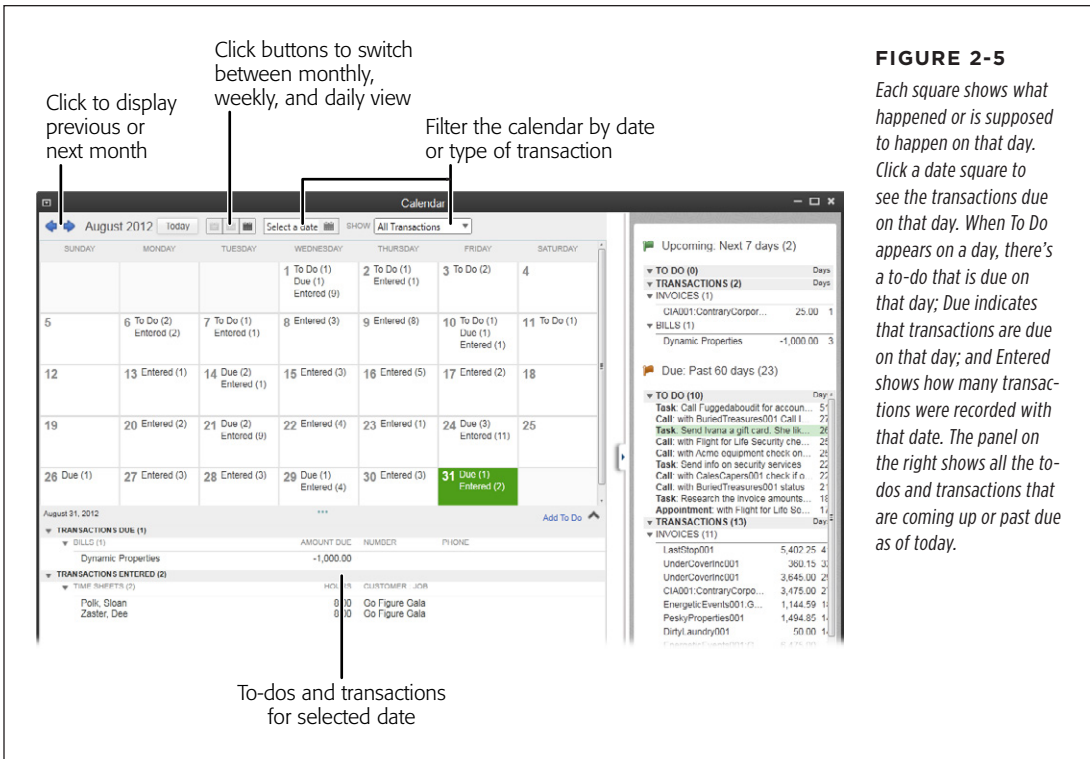 Click buttons to switch
between monthly,
weekly, and daily view
Click to display
previous or
next month
Filter the calendar by date
or type of transaction
Calendar
August 2012 Today Select a date SHOW All Transactions
SUNDAY MONDAY TUESDAY WEDNESDAY THURSDAY FRIDAY SATURDAY
1 To Do (1)
Due (1)
Entered (9)
2 To Do (1)
Entered (1)
3 To Do (2)
4
5
6 To Do (2)
Entered (2)
7 To Do (1)
Entered (1)
8 Entered (3)
9 Entered (8)
10 To Do (1)
Due (1)
Entered (1)
11 To Do (1)
12
13 Entered (1)
14 Due (2)
Entered (1)
15 Entered (3)
16 Entered (5)
17 Entered (2)
18
19
20 Entered (2)
21 Due (2)
Entered (9)
22 Entered (4)
23 Entered (1)
24 Due (3)
Entered (11)
25
26 Due (1)
27 Entered (3)
28 Entered (3)
29 Due (1)
Entered (4)
30 Entered (3)
31 Due (1)
Entered (2)
August 31, 2012 Add To Do
TRANSACTIONS DUE (1)
BILLS (1) AMOUNT DUE NUMBER PHONE
Dynamic Properties -1,000.00
TRANSACTIONS ENTERED (2)
TIME SHEETS (2) CUSTOMER JOB
Polk, Sloan Go Figure Gala
Zaster, Dee Go Figure Gala
To-dos and transactions
for selected date
Upcoming: Next 7 days (2)
TO DO (0) Days
TRANSACTIONS (2) Days
INVOICES (1)
CIA001:ContraryCorpor... 25.00 1
BILLS (1)
Dynamic Properties -1,000.00 3
Due: Past 60 days (23)
TO DO (10)
Task: Call Fuggedaboudit for accoun...
Call: with BuriedTreasures001 Call
Task: Send Ivana a gift card. She lik...
Call: with Flight for Life Security che...
Call: with Acme equipment check on...
Task: Send info on security services
Call: with CalesCapers001 check if o...
Call: with BuriedTreasures001 status
Task: Research the invoice amounts...
Appointment: with Flight for Life So...
TRANSACTIONS (13)
INVOICES (11)
LastStop001 5,402.25
UnderCoverInc001 360.15
UnderCoverInc001 3,645.00
CIA001:ContraryCorpo... 3,475.00
EnergeticEvents001:G... 1,144.59
PeskyProperties001 1,494.85
DirtyLaundry001 50.00
FIGURE 2-5
Each square shows what
happened or is supposed
to happen on that day.
Click a date square to
see the transactions due
on that day. When To Do
appears on a day, there's
a to-do that is due on
that day; Due indicates
that transactions are due
on that day; and Entered
shows how many transac-
tions were recorded with
that date. The panel on
the right shows all the to-
dos and transactions that
are coming up or past due
as of today.